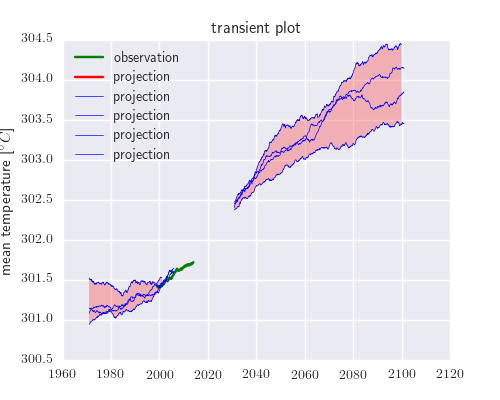 transient plot
304.5
304.0
303.5
303.0
302.5
302.0
301.5
301.0
300.5
mean temperature [°C]
observation
projection
projection
projection
projection
projection
1960 1980 2000 2020 2040 2060 2080 2100 2120